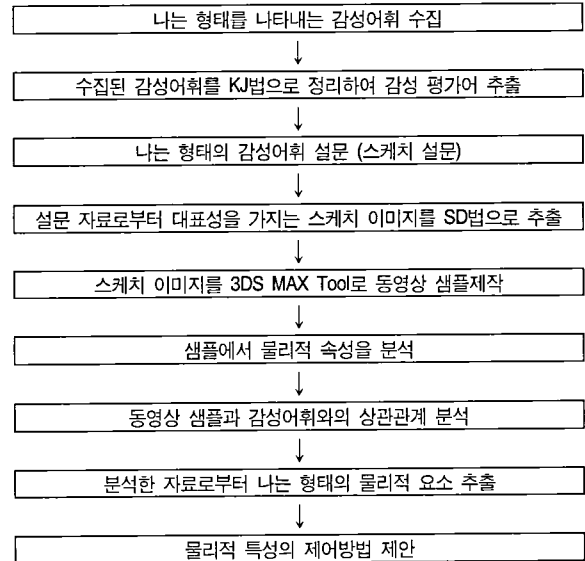 나는 형태를 나타내는 감성어휘 수집
↓
수집된 감성어휘를 KJ법으로 정리하여 감성 평가어 추출
↓
나는 형태의 감성어휘 설문 (스케치 설문)
↓
설문 자료로부터 대표성을 가지는 스케치 이미지를 SD법으로 추출
↓
스케치 이미지를 3DS MAX Tool로 동영상 샘플제작
↓
샘플에서 물리적 속성을 분석
↓
동영상 샘플과 감성어휘와의 상관관계 분석
↓
분석한 자료로부터 나는 형태의 물리적 요소 추출
↓
물리적 특성의 제어방법 제안